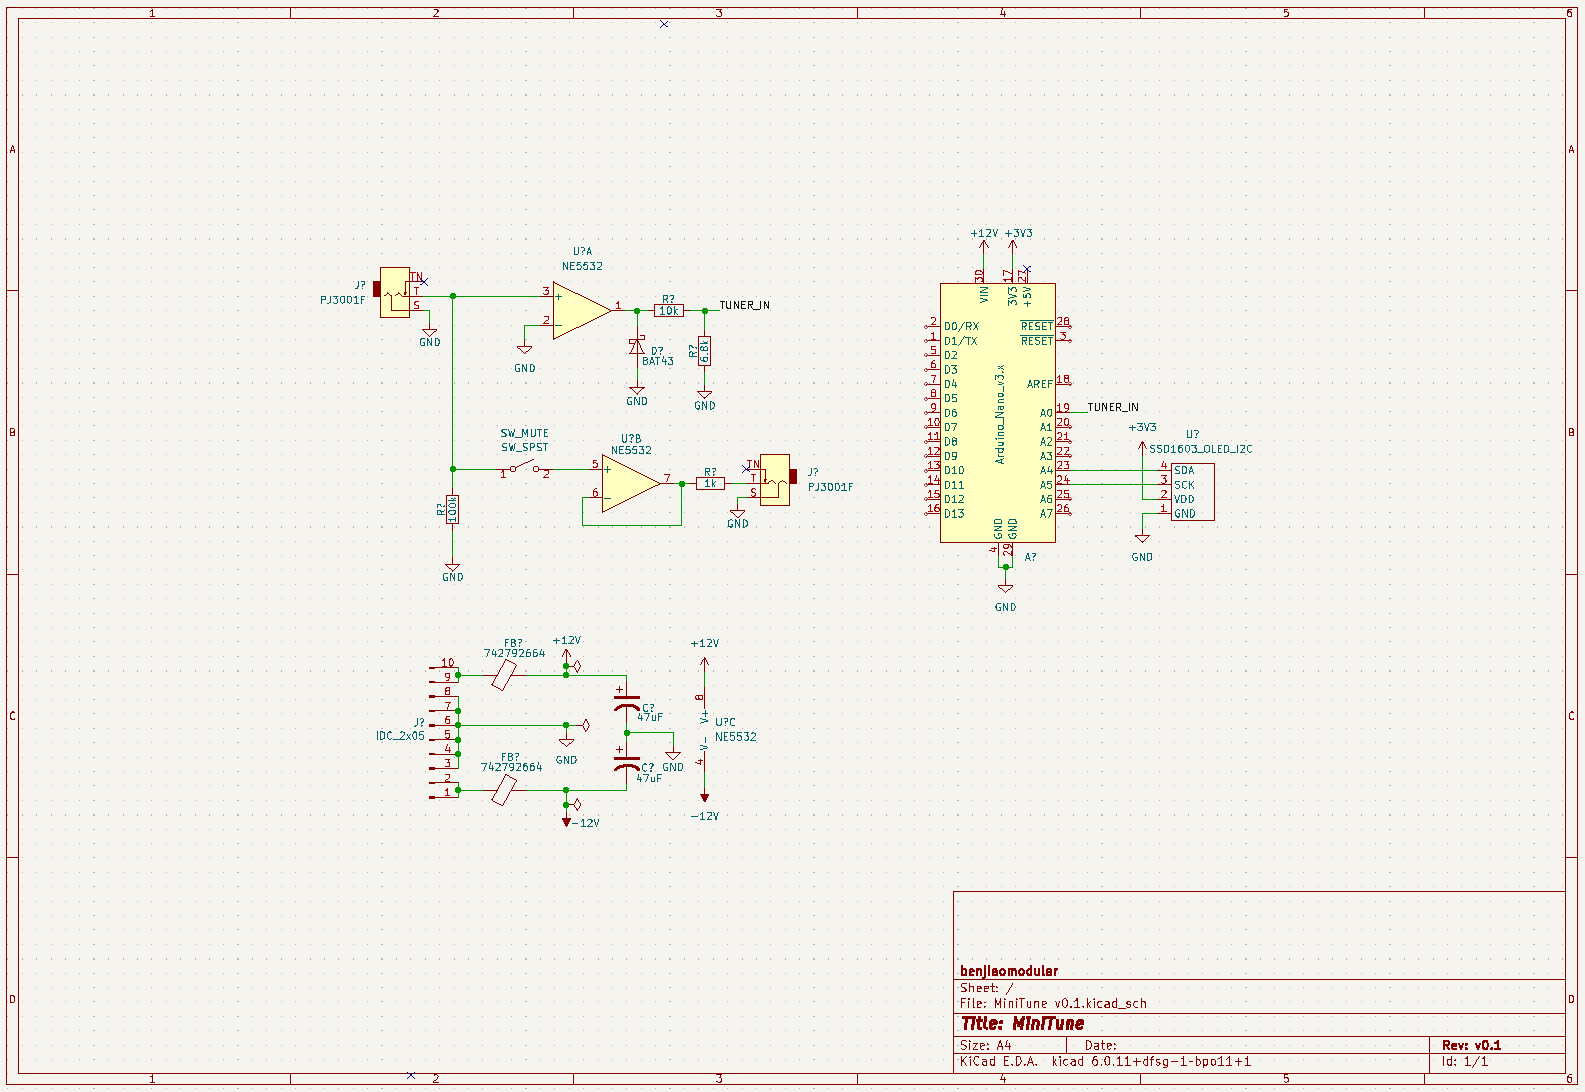 1 2 3 4 5 6
A A
B B
C C
D D
1 2 3 4 5 6
J?
PJ3001F
TN
T
S
GND
U?A
NE5532
3
+
2
−
1
GND
R?
10k
TUNER_IN
D?
BAT43
GND
R?
6.8k
GND
SW_MUTE
SW_SPST
1 2
R?
100k
GND
U?B
NE5532
5
+
6
−
7
R?
1k
TN
T
S
GND
J?
PJ3001F
+12V +3V3
30 17 27
VIN 3V3 +5V
2 D0/RX
1 D1/TX
5 D2
6 D3
7 D4
8 D5
9 D6
10 D7
11 D8
12 D9
13 D10
14 D11
15 D12
16 D13
Arduino_Nano_v3.x
RESET 28
RESET 3
AREF 18
A0 19 TUNER_IN
A1 20
A2 21
A3 22
A4 23
A5 24
A6 25
A7 26
GND GND
4 29
A?
GND
+3V3
U?
SSD1603_OLED_I2C
4 SDA
3 SCK
2 VDD
1 GND
GND
J?
IDC_2x05
10
9
8
7
6
5
4
3
2
1
FB?
742792664
+12V
GND
FB?
742792664
−12V
+
C?
47uF
+
C?
47uF
GND
+12V
8
V+
U?C
NE5532
V−
4
−12V
benjiaomodular
Sheet: /
File: MiniTune v0.1.kicad_sch
Title: MiniTune
Size: A4 Date: Rev: v0.1
KiCad E.D.A. kicad 6.0.11+dfsg-1~bpo11+1 Id: 1/1